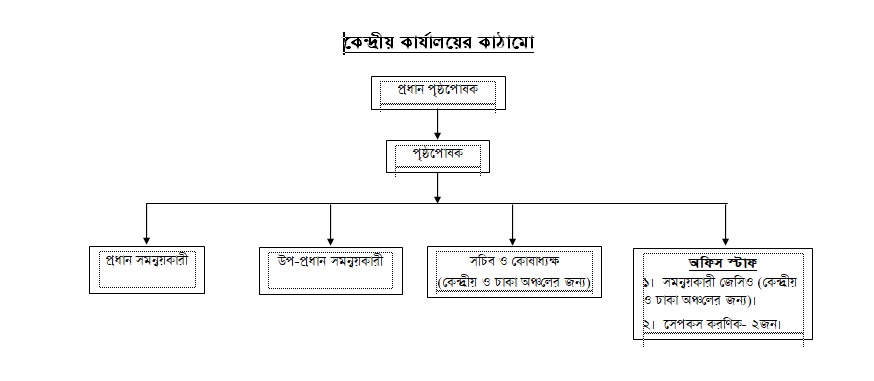 কেন্দ্রীয় কার্যালয়ের কাঠামো
প্রধান পৃষ্ঠপোষক
পৃষ্ঠপোষক
প্রধান সমন্বয়কারী
উপ-প্রধান সমন্বয়কারী
সচিব ও কোষাধ্যক্ষ
(কেন্দ্রীয় ও ঢাকা অঞ্চলের জন্য)
অফিস স্টাফ
১। সমন্বয়কারী জেসিও (কেন্দ্রীয়
ও ঢাকা অঞ্চলের জন্য)।
২। সেপকস করণিক- ২জন।